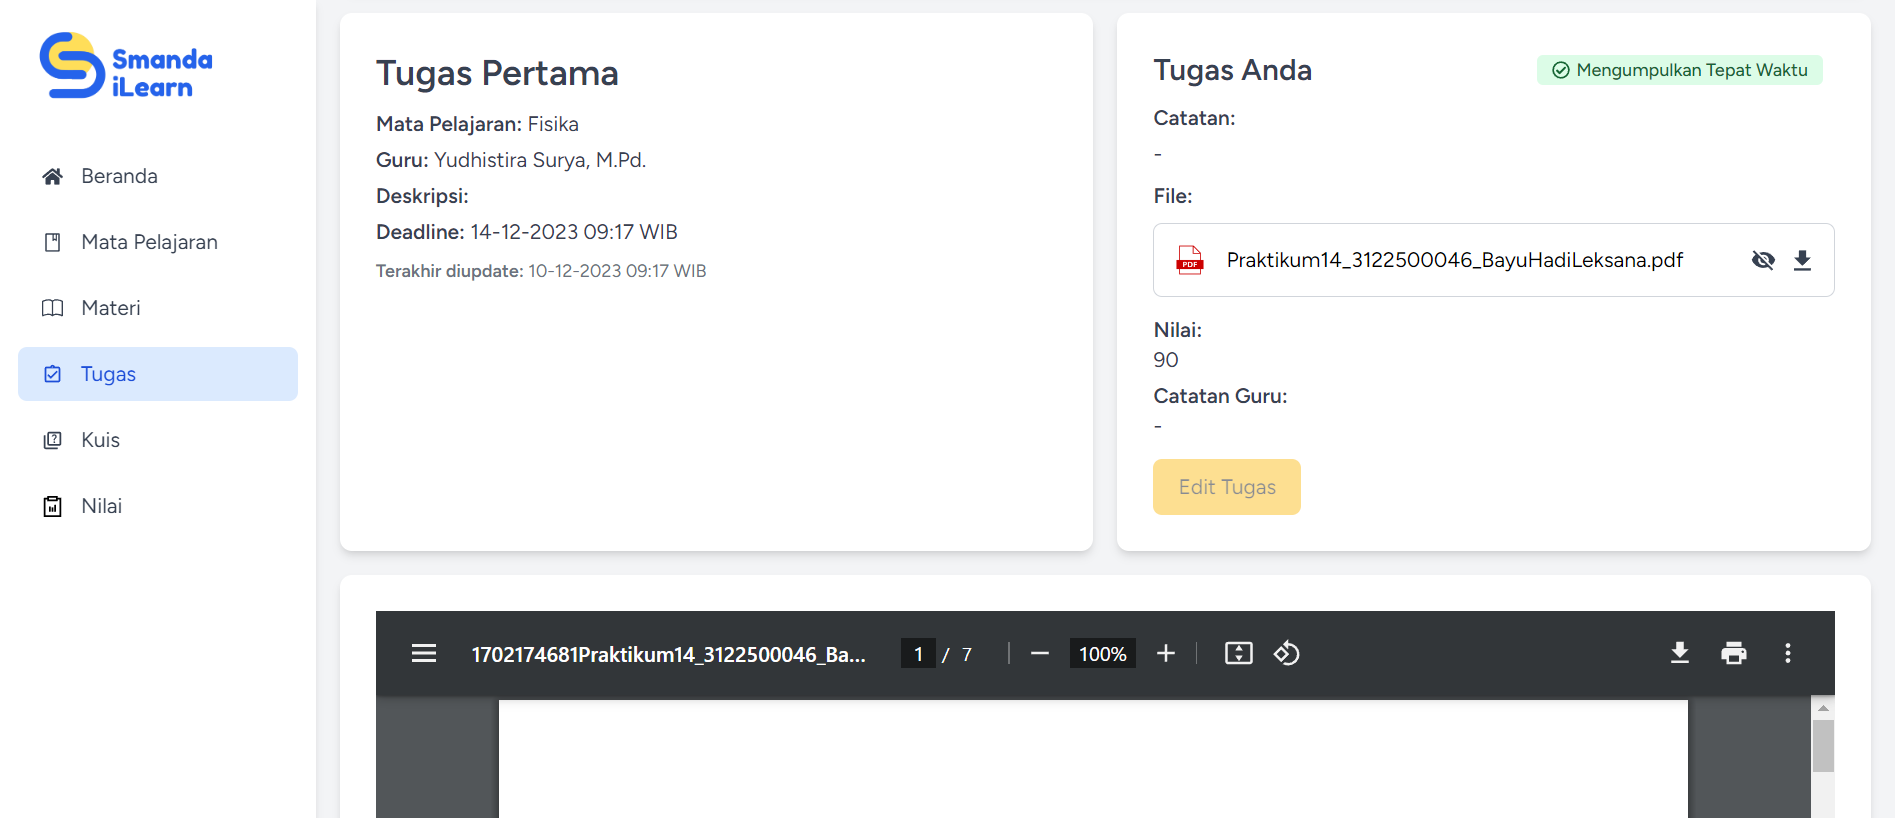 Smanda
iLearn
Beranda
Mata Pelajaran
Materi
Tugas
Kuis
Nilai
Tugas Pertama
Mata Pelajaran: Fisika
Guru: Yudhistira Surya, M.Pd.
Deskripsi:
Deadline: 14-12-2023 09:17 WIB
Terakhir diupdate: 10-12-2023 09:17 WIB
Tugas Anda
Mengumpulkan Tepat Waktu
Catatan:
-
File:
PDF
Praktikum14_3122500046_BayuHadiLeksana.pdf
Nilai:
90
Catatan Guru:
-
Edit Tugas
1702174681Praktikum14_3122500046_Ba... 1 / 7 100%